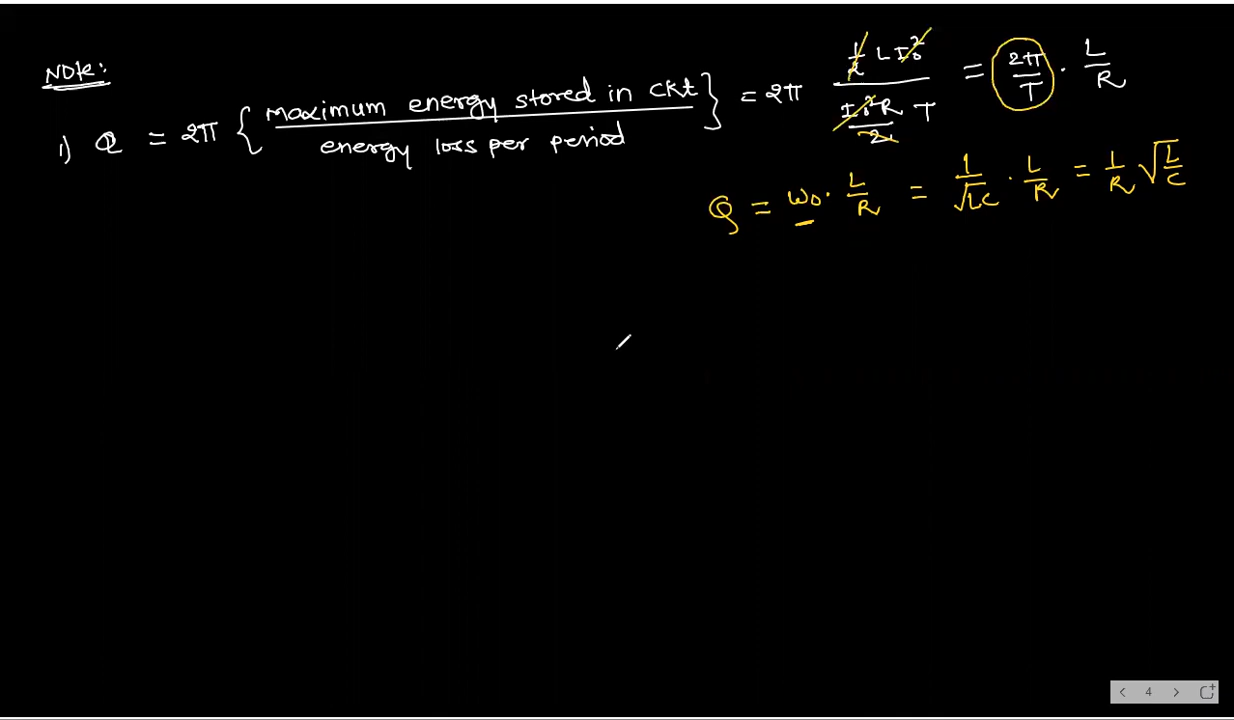 Note:
1) Q = 2π { maximum energy stored in ckt / energy loss per period } = 2π (1/2 L I₀²) / (I₀²R/2 T) = 2π/T · L/R
Q = ω₀ · L/R = 1/√LC · L/R = 1/R √(L/C)
4